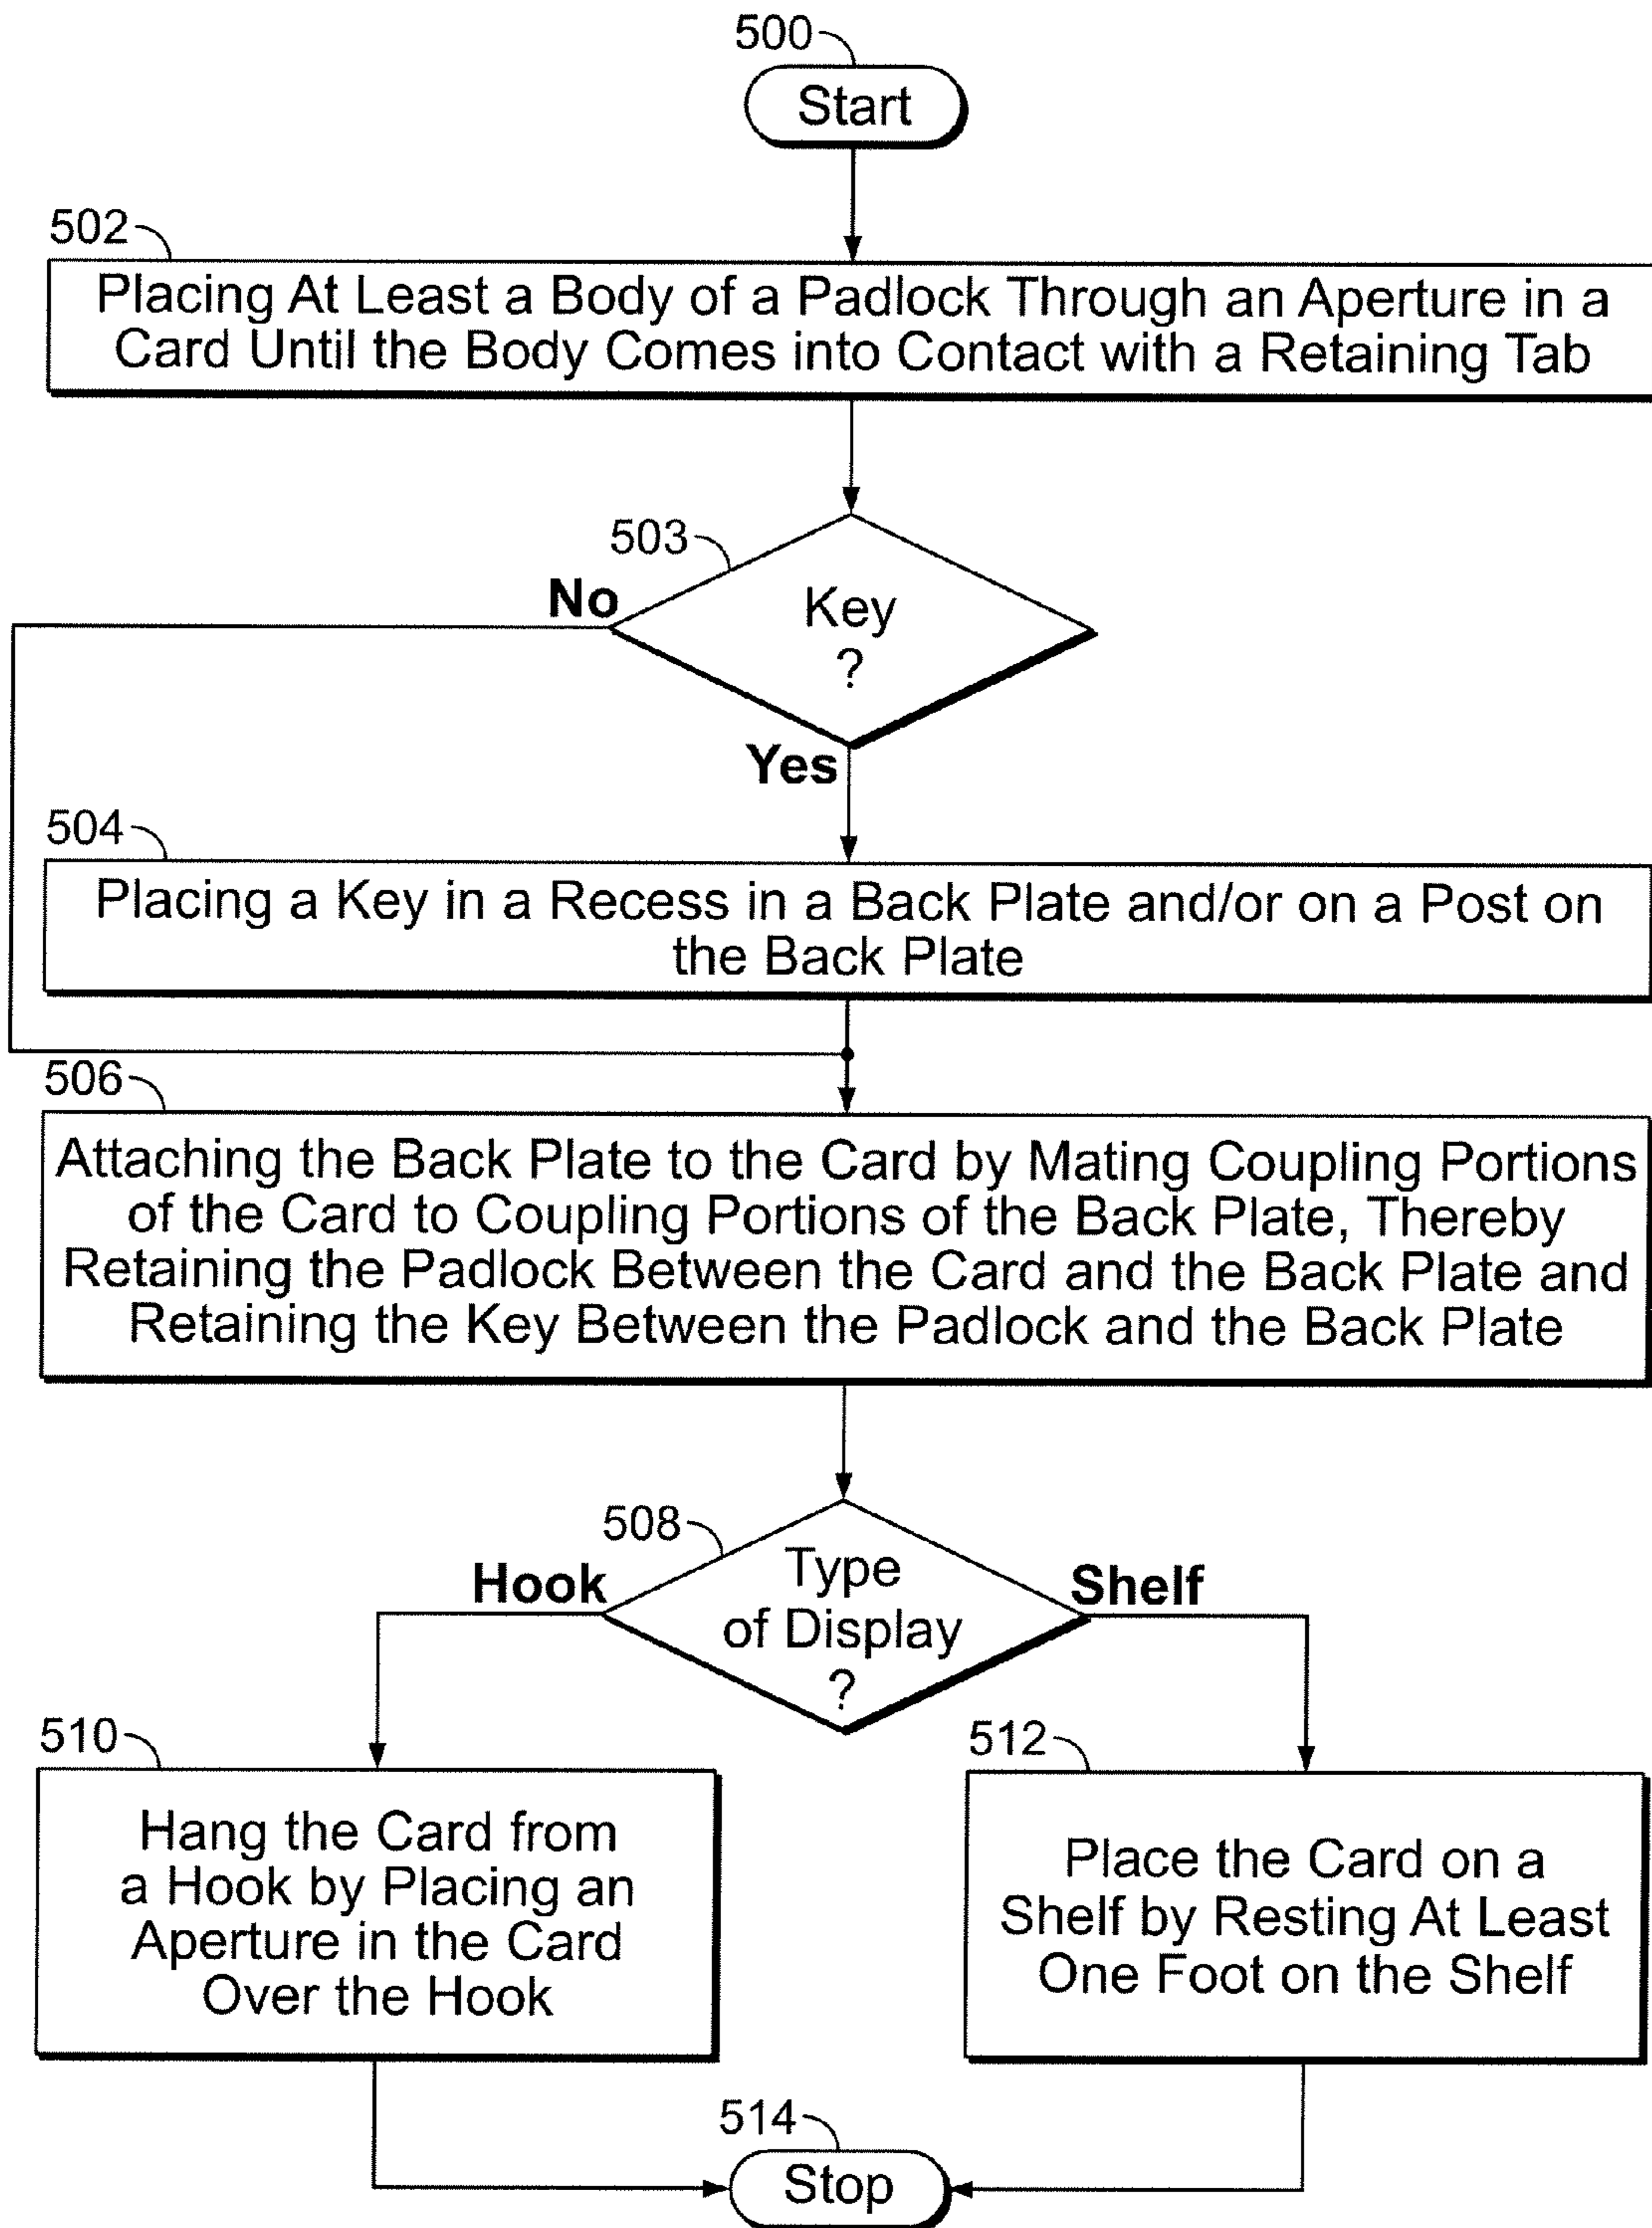 500
Start
502
Placing At Least a Body of a Padlock Through an Aperture in a
Card Until the Body Comes into Contact with a Retaining Tab
503
No
Key
?
Yes
504
Placing a Key in a Recess in a Back Plate and/or on a Post on
the Back Plate
506
Attaching the Back Plate to the Card by Mating Coupling Portions
of the Card to Coupling Portions of the Back Plate, Thereby
Retaining the Padlock Between the Card and the Back Plate and
Retaining the Key Between the Padlock and the Back Plate
508
Hook
Type
of Display
?
Shelf
510
Hang the Card from
a Hook by Placing an
Aperture in the Card
Over the Hook
512
Place the Card on a
Shelf by Resting At Least
One Foot on the Shelf
514
Stop